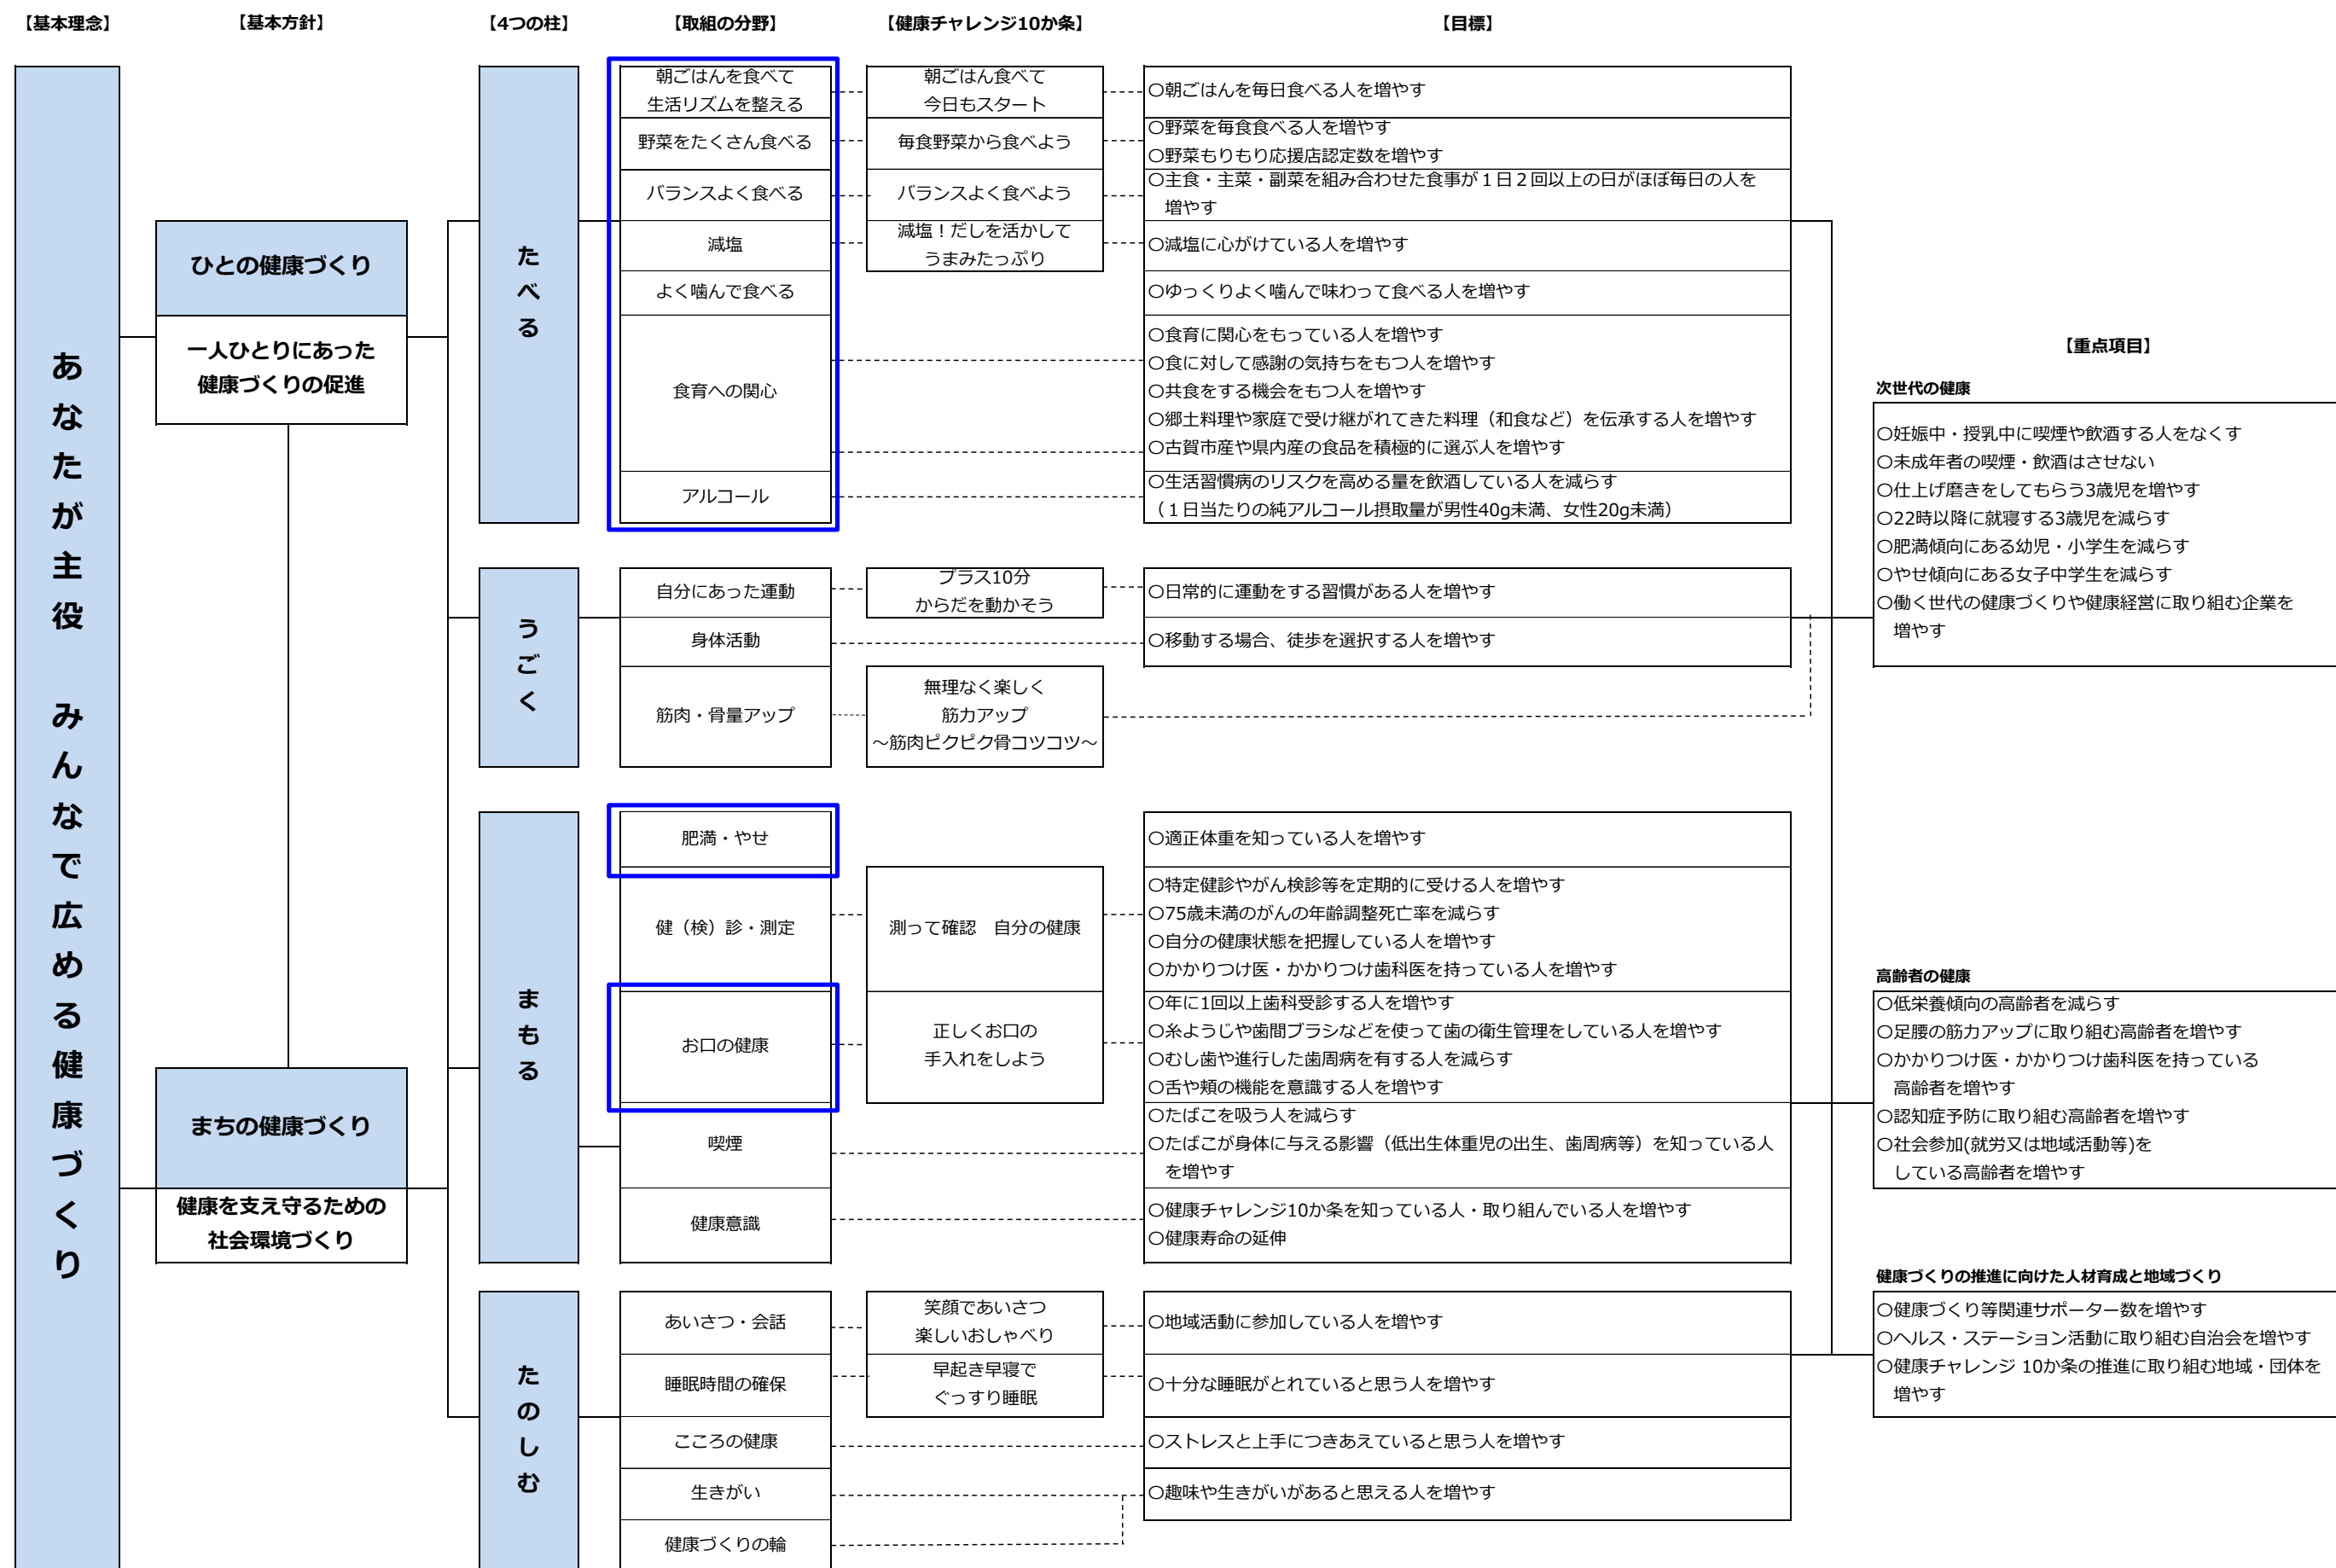 【基本理念】
【基本方針】
【4つの柱】
【取組の分野】
【健康チャレンジ10か条】
【目標】
あなたが主役　みんなで広める健康づくり
ひとの健康づくり
一人ひとりにあった
健康づくりの促進
まちの健康づくり
健康を支え守るための
社会環境づくり
たべる
朝ごはんを食べて
生活リズムを整える
朝ごはん食べて
今日もスタート
○朝ごはんを毎日食べる人を増やす
野菜をたくさん食べる
毎食野菜から食べよう
○野菜を毎食食べる人を増やす
○野菜もりもり応援店認定数を増やす
バランスよく食べる
バランスよく食べよう
○主食・主菜・副菜を組み合わせた食事が１日２回以上の日がほぼ毎日の人を
増やす
減塩
減塩！だしを活かして
うまみたっぷり
○減塩に心がけている人を増やす
よく噛んで食べる
○ゆっくりよく噛んで味わって食べる人を増やす
食育への関心
○食育に関心をもっている人を増やす
○食に対して感謝の気持ちをもつ人を増やす
○共食をする機会をもつ人を増やす
○郷土料理や家庭で受け継がれてきた料理（和食など）を伝承する人を増やす
○古賀市産や県内産の食品を積極的に選ぶ人を増やす
アルコール
○生活習慣病のリスクを高める量を飲酒している人を減らす
（１日当たりの純アルコール摂取量が男性40g未満、女性20g未満）
うごく
自分にあった運動
プラス10分
からだを動かそう
○日常的に運動をする習慣がある人を増やす
身体活動
○移動する場合、徒歩を選択する人を増やす
筋肉・骨量アップ
無理なく楽しく
筋力アップ
～筋肉ピクピク骨コツコツ～
まもる
肥満・やせ
○適正体重を知っている人を増やす
健（検）診・測定
測って確認　自分の健康
○特定健診やがん検診等を定期的に受ける人を増やす
○75歳未満のがんの年齢調整死亡率を減らす
○自分の健康状態を把握している人を増やす
○かかりつけ医・かかりつけ歯科医を持っている人を増やす
お口の健康
正しくお口の
手入れをしよう
○年に1回以上歯科受診する人を増やす
○糸ようじや歯間ブラシなどを使って歯の衛生管理をしている人を増やす
○むし歯や進行した歯周病を有する人を減らす
○舌や頬の機能を意識する人を増やす
喫煙
○たばこを吸う人を減らす
○たばこが身体に与える影響（低出生体重児の出生、歯周病等）を知っている人
を増やす
健康意識
○健康チャレンジ10か条を知っている人・取り組んでいる人を増やす
○健康寿命の延伸
たのしむ
あいさつ・会話
笑顔であいさつ
楽しいおしゃべり
○地域活動に参加している人を増やす
睡眠時間の確保
早起き早寝で
ぐっすり睡眠
○十分な睡眠がとれていると思う人を増やす
こころの健康
○ストレスと上手につきあえていると思う人を増やす
生きがい
○趣味や生きがいがあると思える人を増やす
健康づくりの輪
【重点項目】
次世代の健康
○妊娠中・授乳中に喫煙や飲酒する人をなくす
○未成年者の喫煙・飲酒はさせない
○仕上げ磨きをしてもらう3歳児を増やす
○22時以降に就寝する3歳児を減らす
○肥満傾向にある幼児・小学生を減らす
○やせ傾向にある女子中学生を減らす
○働く世代の健康づくりや健康経営に取り組む企業を
増やす
高齢者の健康
○低栄養傾向の高齢者を減らす
○足腰の筋力アップに取り組む高齢者を増やす
○かかりつけ医・かかりつけ歯科医を持っている
高齢者を増やす
○認知症予防に取り組む高齢者を増やす
○社会参加(就労又は地域活動等)を
している高齢者を増やす
健康づくりの推進に向けた人材育成と地域づくり
○健康づくり等関連サポーター数を増やす
○ヘルス・ステーション活動に取り組む自治会を増やす
○健康チャレンジ 10か条の推進に取り組む地域・団体を
増やす